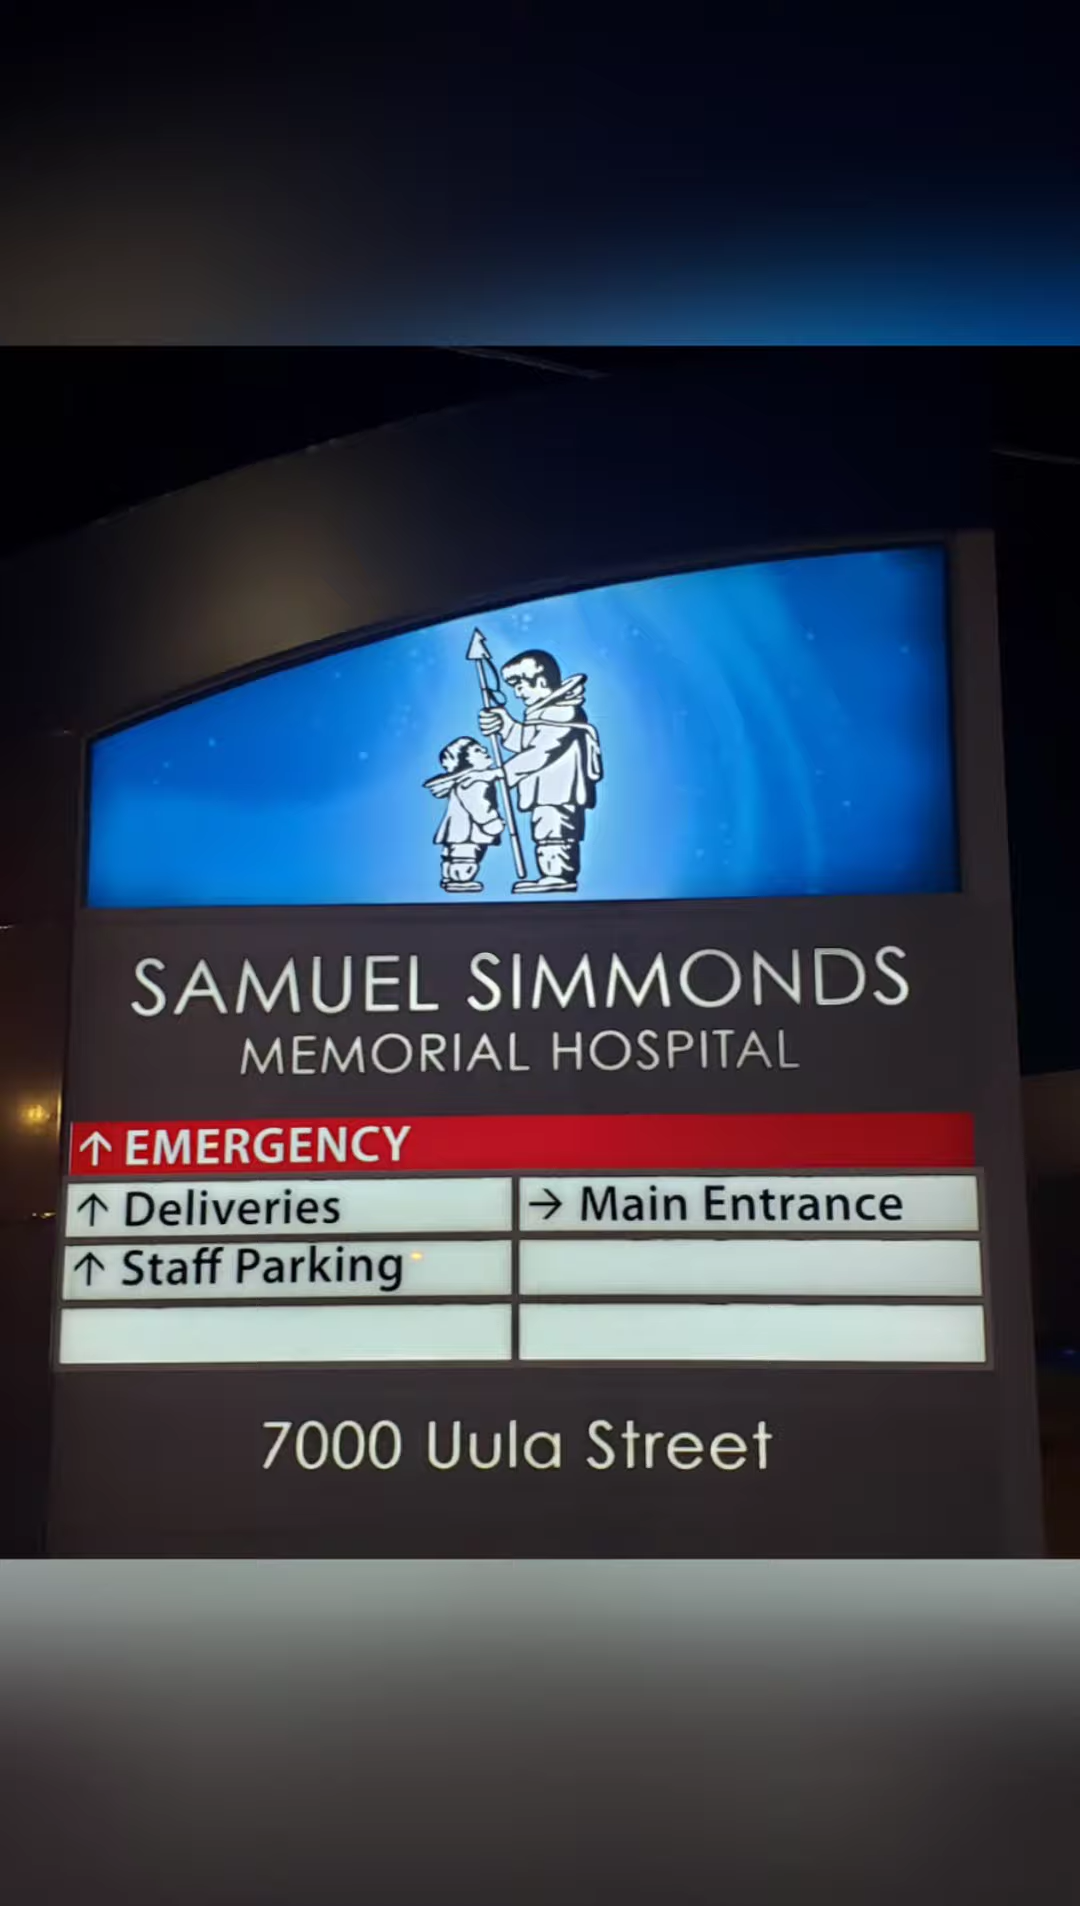 SAMUEL SIMMONDS
MEMORIAL HOSPITAL
↑ EMERGENCY
↑ Deliveries
→ Main Entrance
↑ Staff Parking
7000 Uula Street